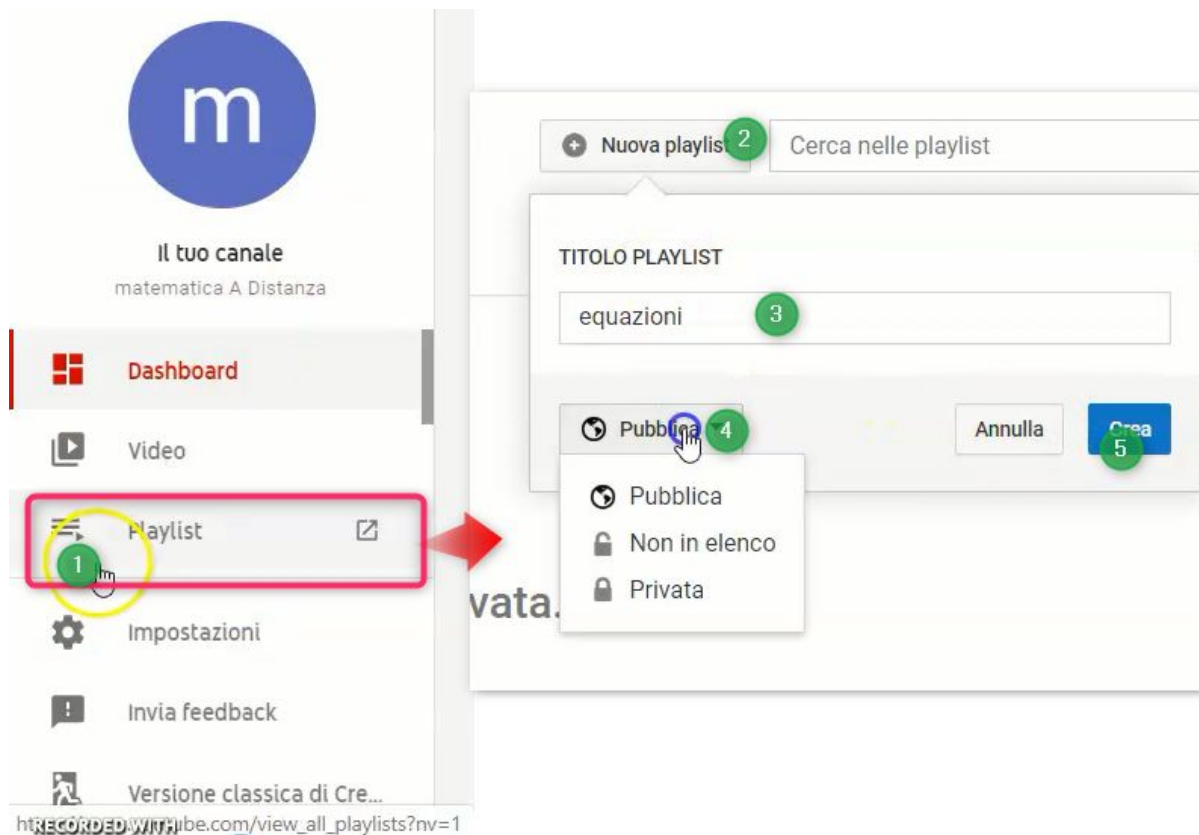 m
Il tuo canale
matematica A Distanza
Dashboard
Video
Playlist
1
Impostazioni
Invia feedback
Versione classica di Cre...
RECORDED WITH
ube.com/view_all_playlists?nv=1
Nuova playlist 2
Cerca nelle playlist
TITOLO PLAYLIST
equazioni 3
Pubblica 4
Annulla
Crea
5
Pubblica
Non in elenco
Privata
vata.